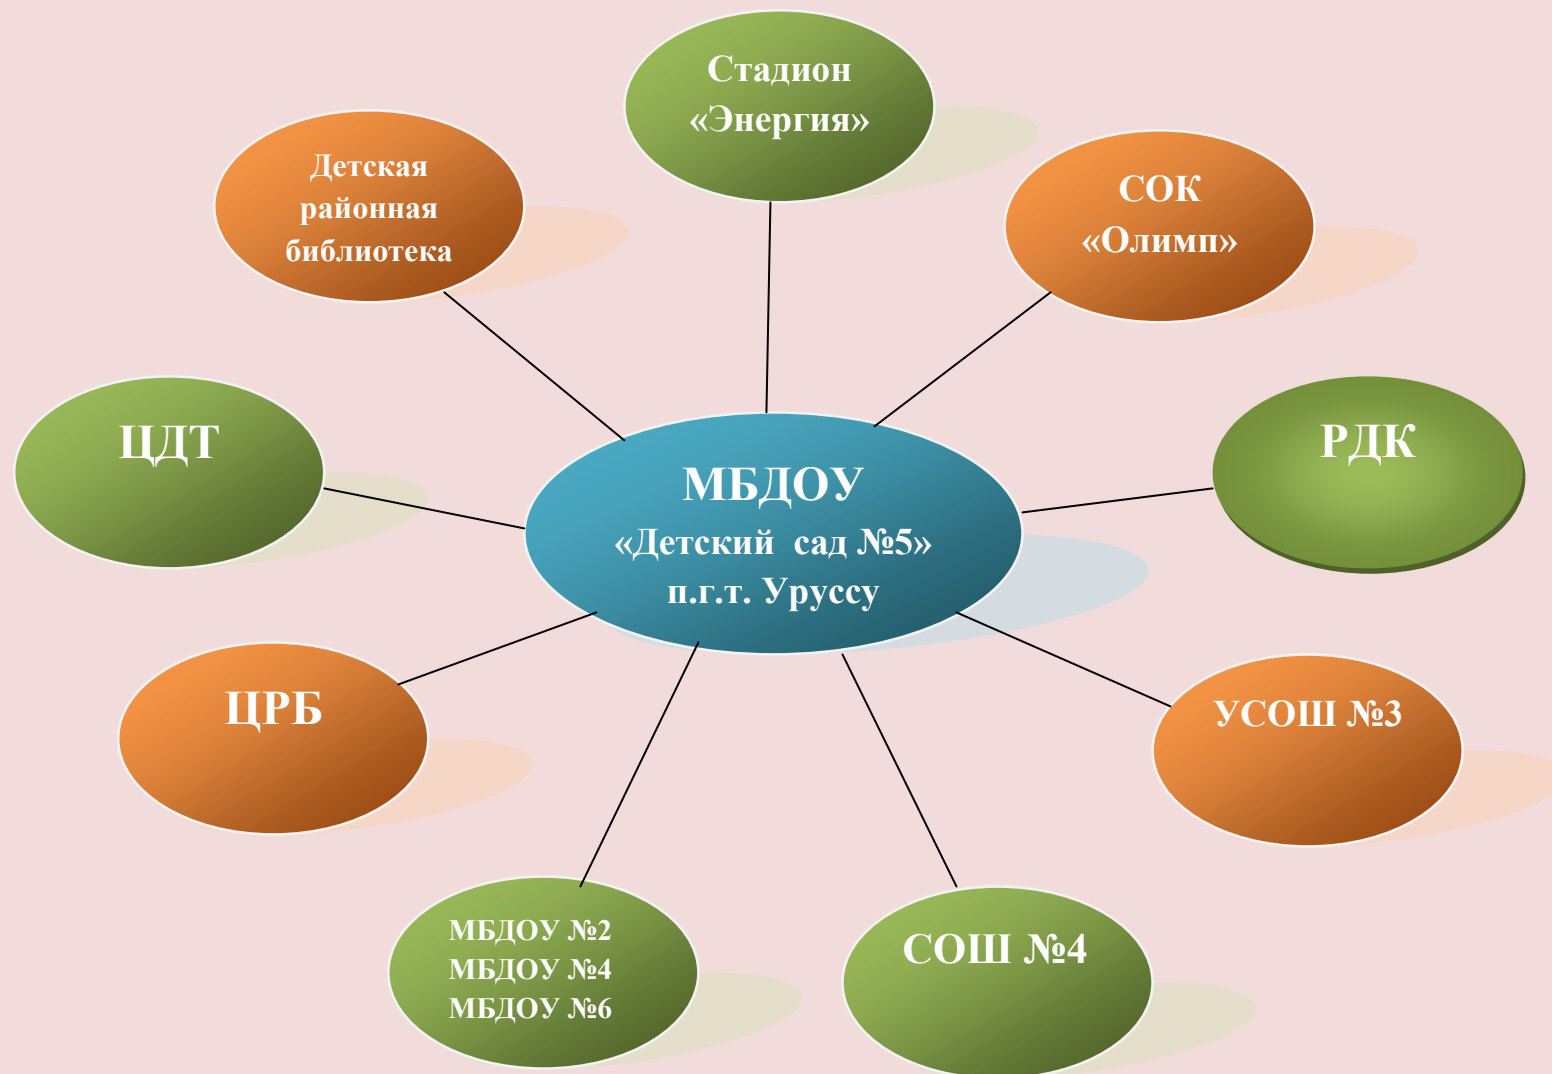 Стадион
«Энергия»
Детская
районная
библиотека
СОК
«Олимп»
ЦДТ
РДК
МБДОУ
«Детский  сад №5»
п.г.т. Уруссу
ЦРБ
УСОШ №3
МБДОУ №2
МБДОУ №4
МБДОУ №6
СОШ №4